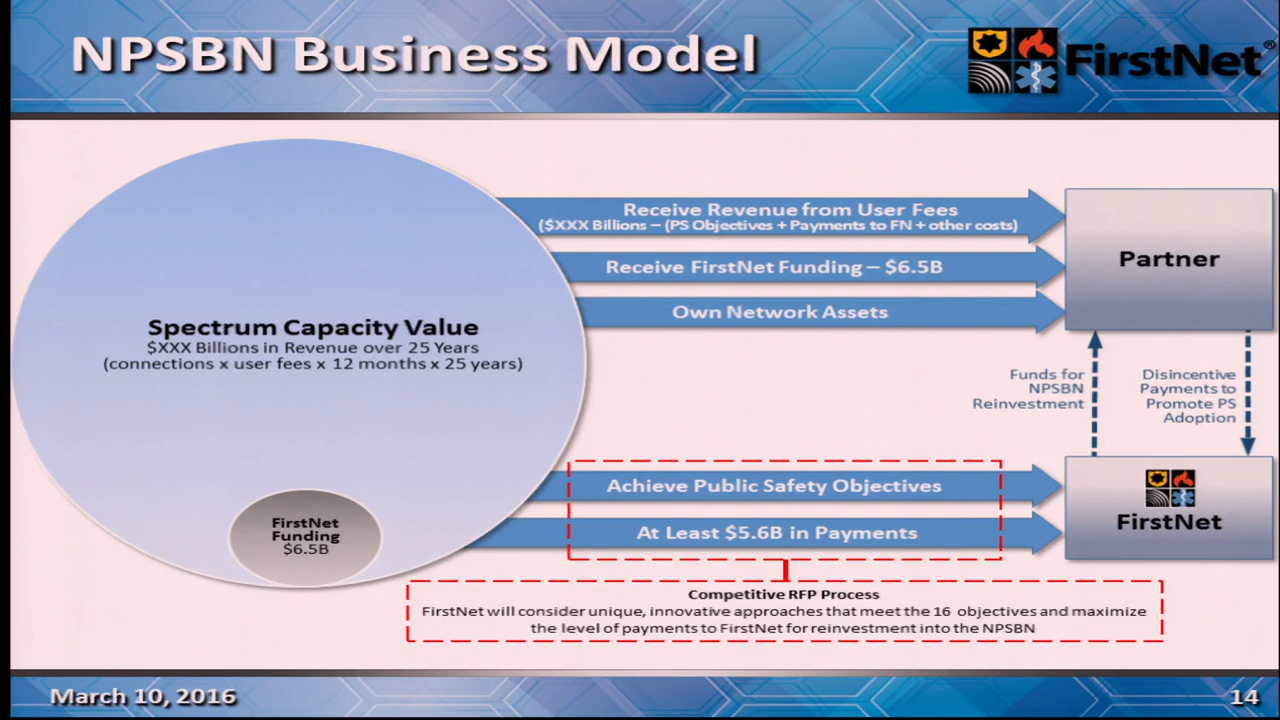 NPSBN Business Model
FirstNet®
Receive Revenue from User Fees
($XXX Billions – (PS Objectives + Payments to FN + other costs)
Receive FirstNet Funding – $6.5B
Own Network Assets
Partner
Spectrum Capacity Value
$XXX Billions in Revenue over 25 Years
(connections x user fees x 12 months x 25 years)
Funds for
NPSBN
Reinvestment
Disincentive
Payments to
Promote PS
Adoption
FirstNet
Funding
$6.5B
Achieve Public Safety Objectives
At Least $5.6B in Payments
FirstNet
Competitive RFP Process
FirstNet will consider unique, innovative approaches that meet the 16 objectives and maximize
the level of payments to FirstNet for reinvestment into the NPSBN
March 10, 2016
14